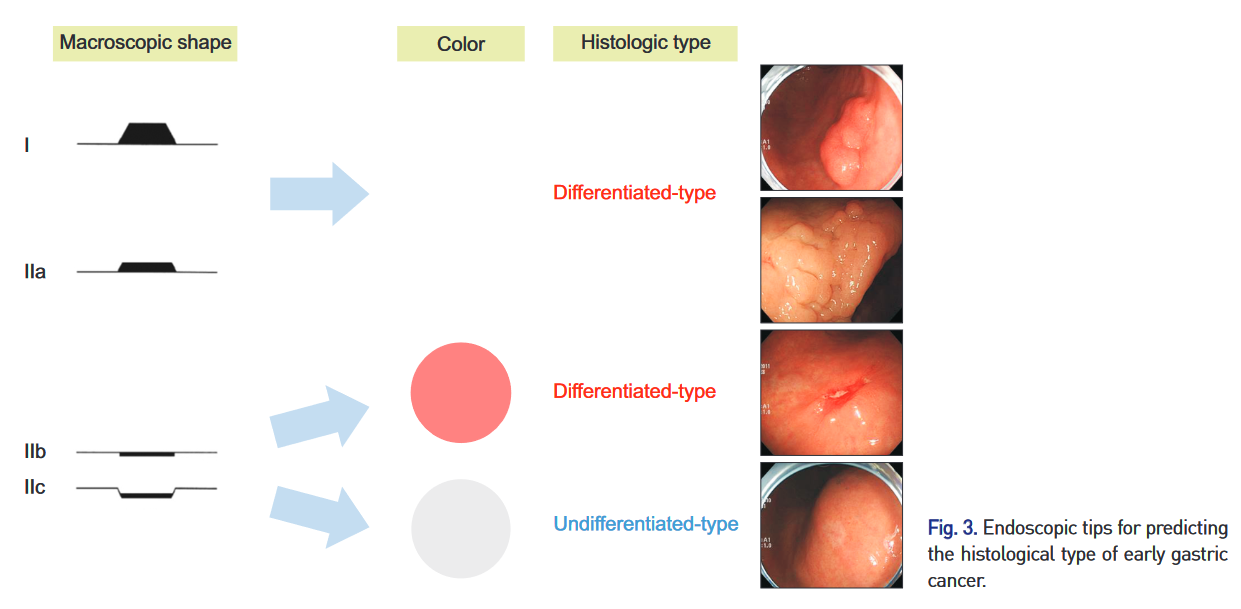 Macroscopic shape
Color
Histologic type
I
Differentiated-type
IIa
Differentiated-type
IIb
IIc
Undifferentiated-type
Fig. 3. Endoscopic tips for predicting
the histological type of early gastric
cancer.